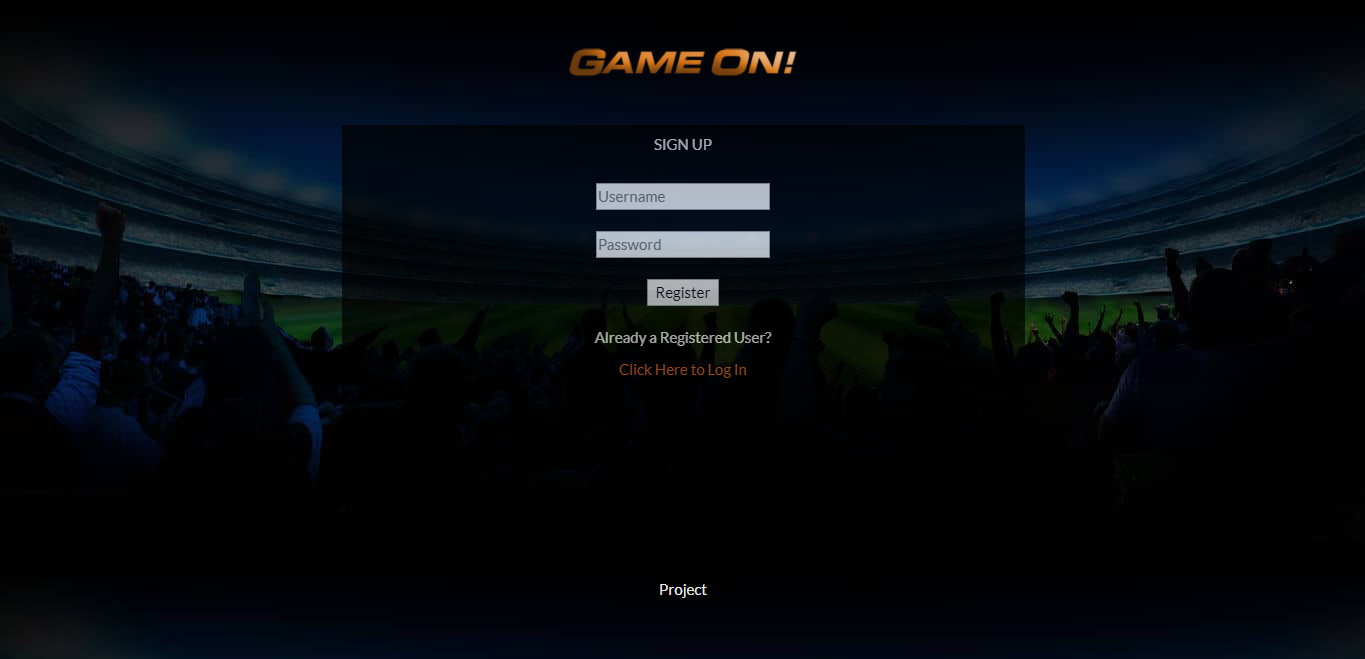 GAME ON!
SIGN UP
Username
Password
Register
Already a Registered User?
Click Here to Log In
Project